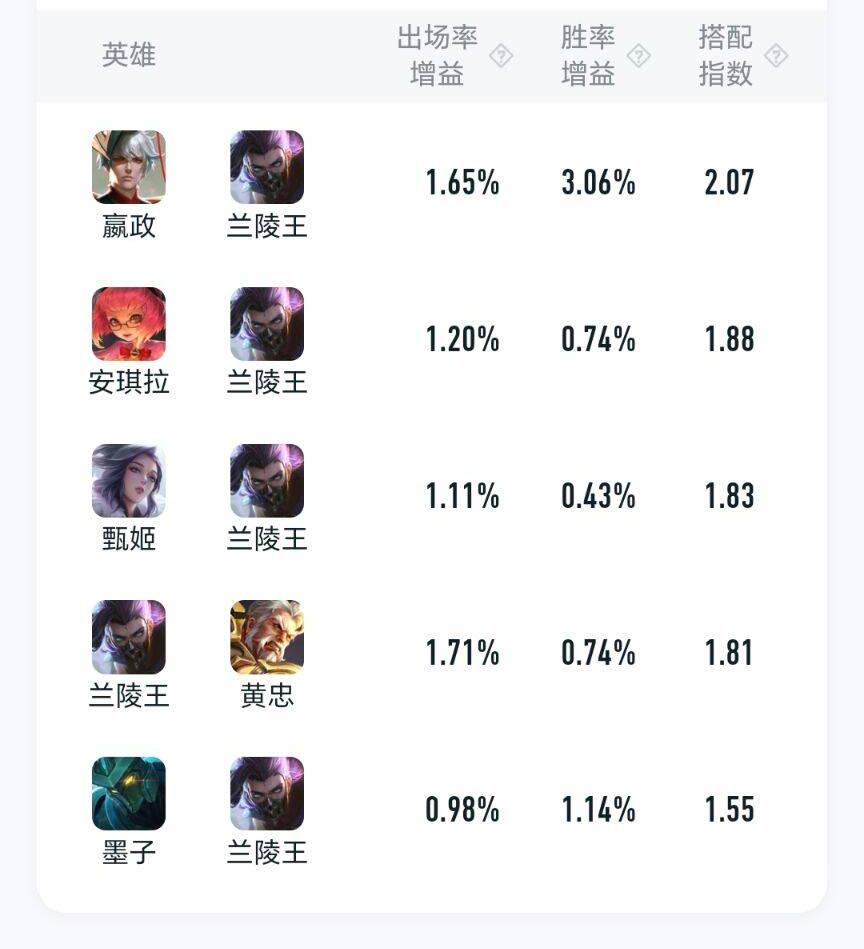 英雄 出场率增益 ? 胜率增益 ? 搭配指数 ?
嬴政 兰陵王 1.65% 3.06% 2.07
安琪拉 兰陵王 1.20% 0.74% 1.88
甄姬 兰陵王 1.11% 0.43% 1.83
兰陵王 黄忠 1.71% 0.74% 1.81
墨子 兰陵王 0.98% 1.14% 1.55